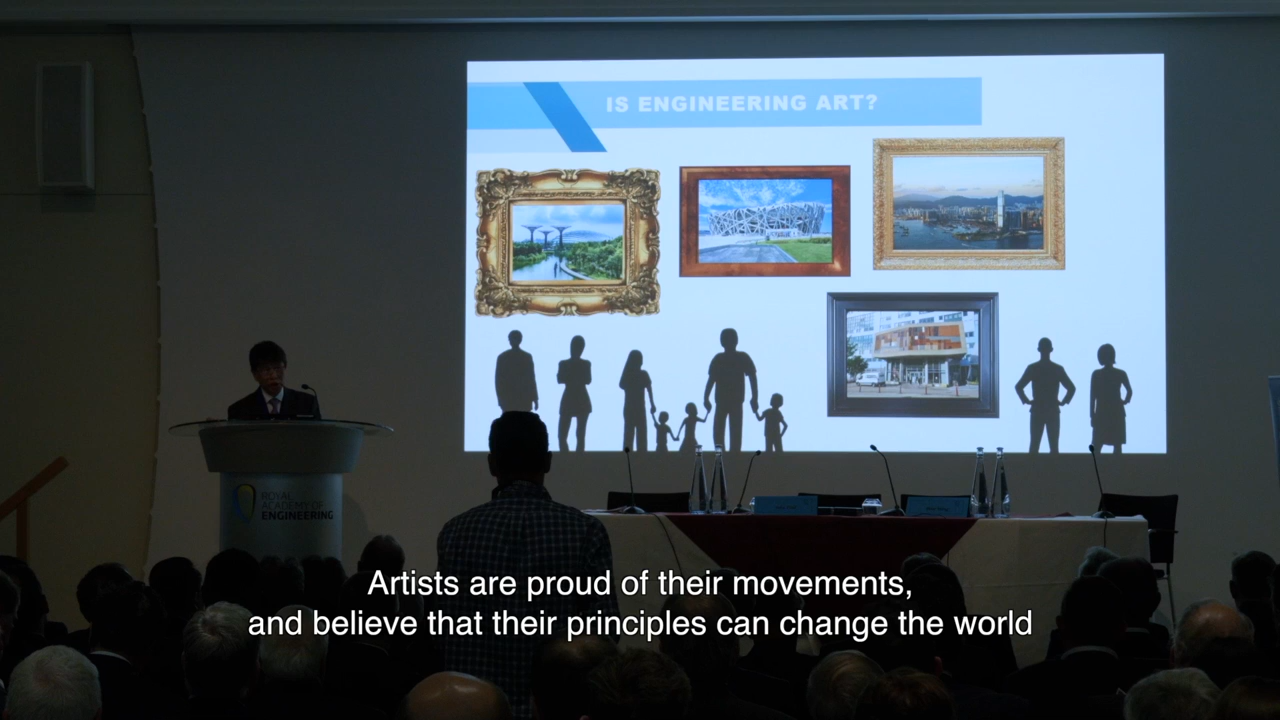 IS ENGINEERING ART?
ROYAL
ACADEMY OF
ENGINEERING
Artists are proud of their movements,
and believe that their principles can change the world